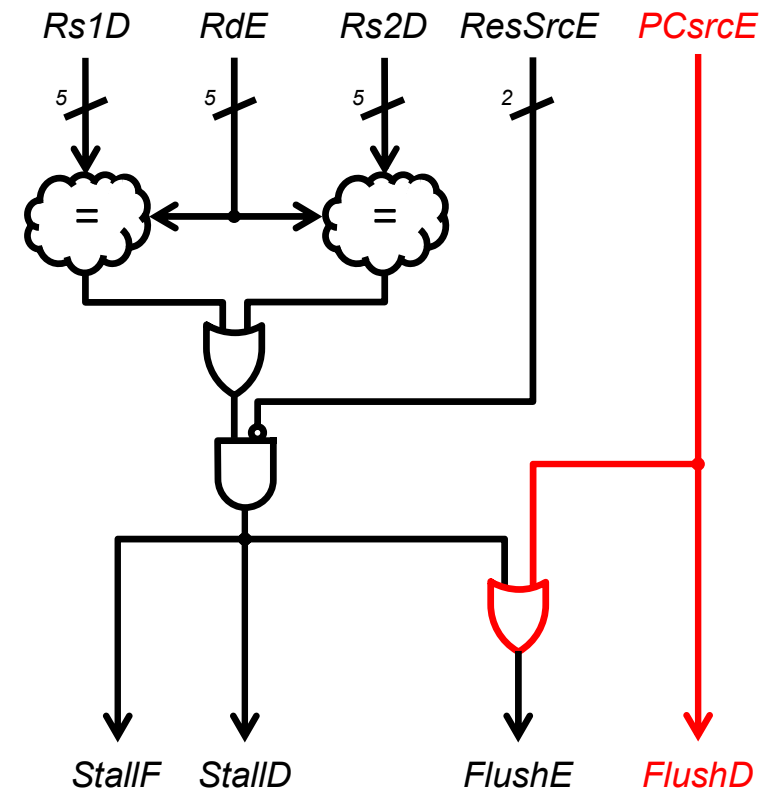 Rs1D RdE Rs2D ResSrcE PCsrcE
5 5 5 2
= =
StallF StallD FlushE FlushD